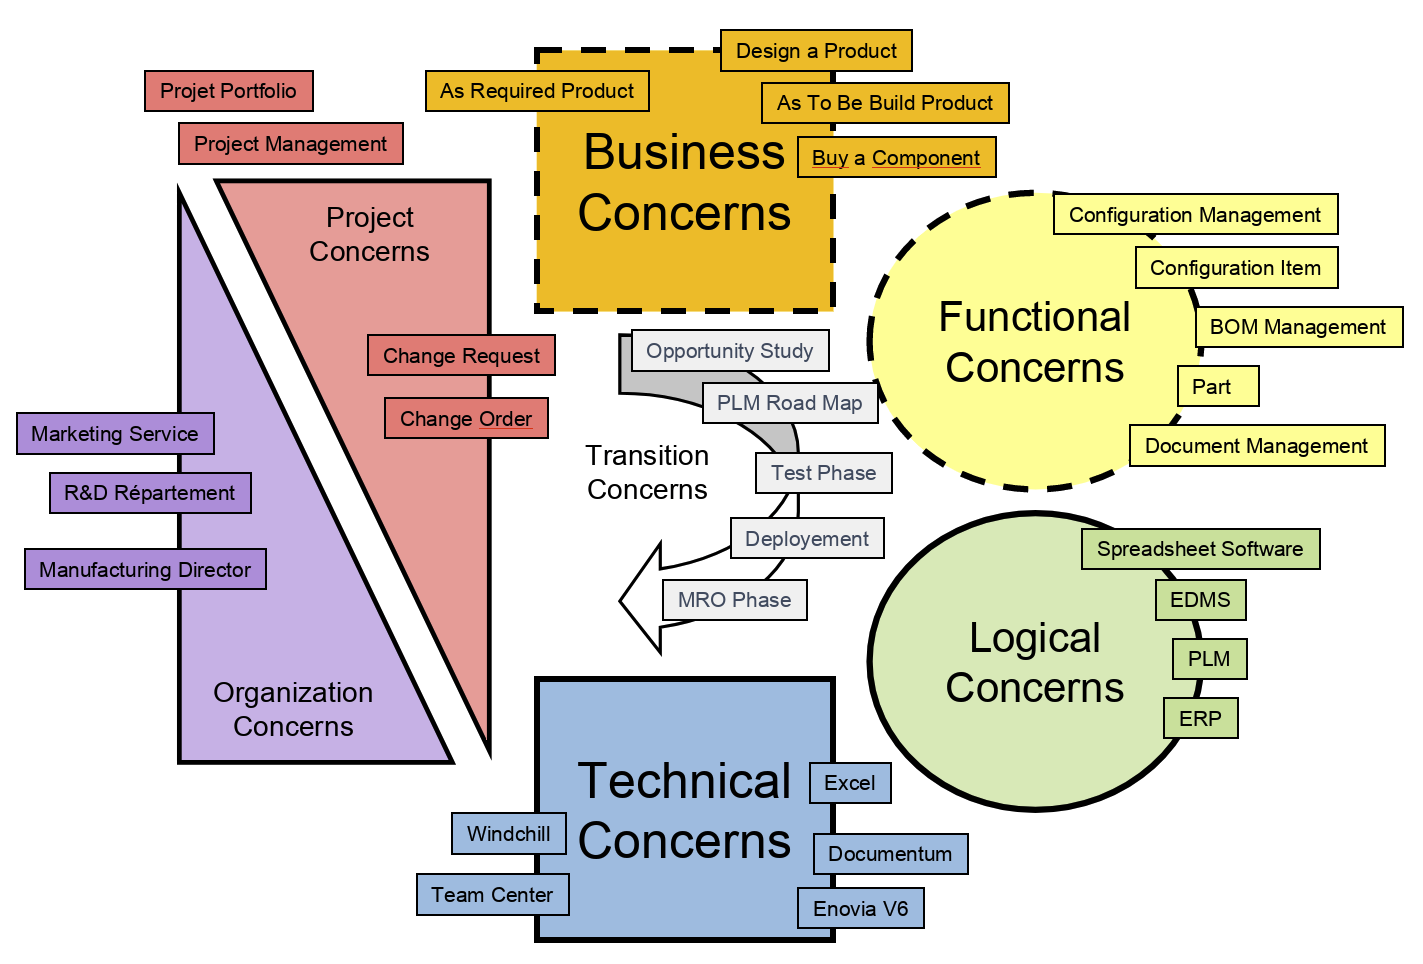 Projet Portfolio
Project Management
Project
Concerns
Change Request
Change Order
Marketing Service
R&D Répartement
Manufacturing Director
Organization
Concerns
As Required Product
Design a Product
As To Be Build Product
Buy a Component
Business
Concerns
Opportunity Study
PLM Road Map
Transition
Concerns
Test Phase
Deployement
MRO Phase
Configuration Management
Configuration Item
Functional
Concerns
BOM Management
Part
Document Management
Spreadsheet Software
EDMS
Logical
Concerns
PLM
ERP
Technical
Concerns
Excel
Windchill
Documentum
Team Center
Enovia V6